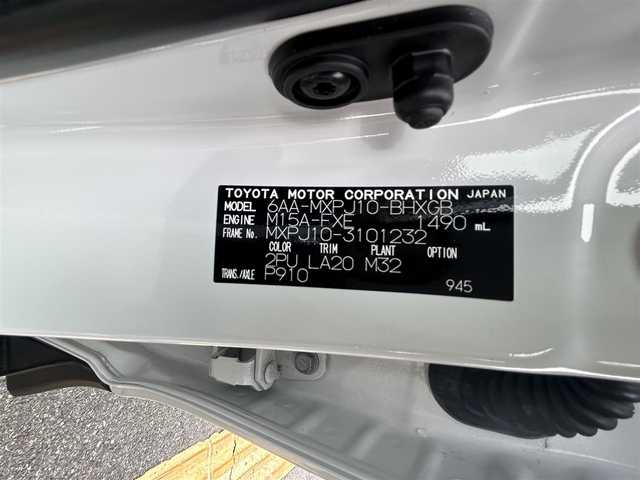 TOYOTA MOTOR CORPORATION JAPAN
MODEL 6AA-MXPJ10-BHXGB
ENGINE M15A-FXE 1490 mL
FRAME No. MXPJ10-3101232
COLOR TRIM PLANT OPTION
2PU LA20 M32
TRANS./AXLE P910
945